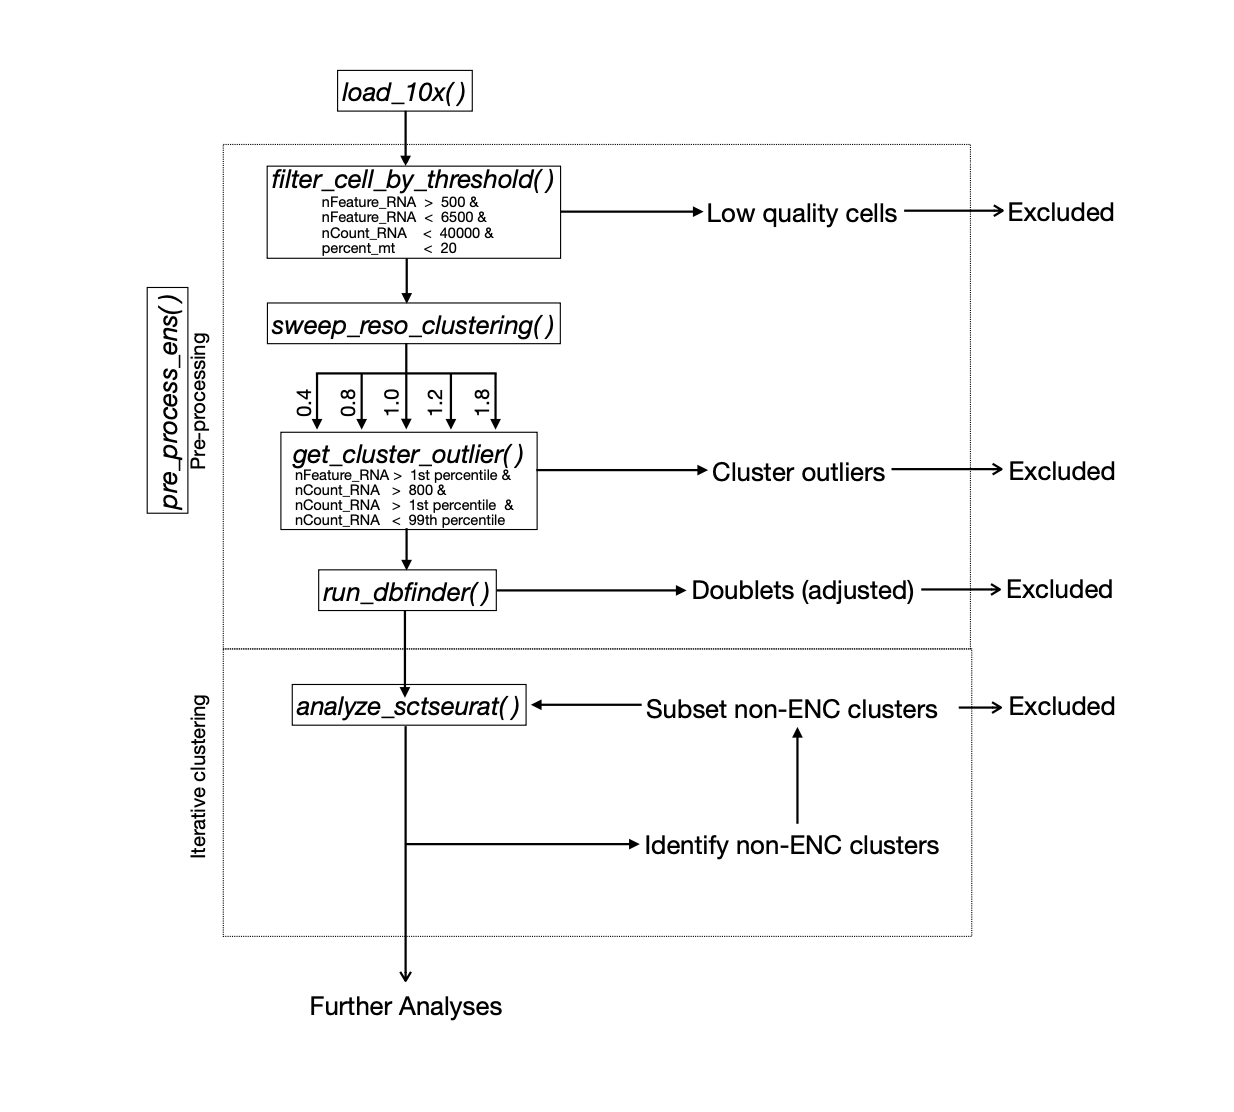 load_10x()
filter_cell_by_threshold()
nFeature_RNA > 500 &
nFeature_RNA < 6500 &
nCount_RNA < 40000 &
percent_mt < 20
Low quality cells
Excluded
pre_process_ens()
Pre-processing
sweep_reso_clustering()
0.4
0.8
1.0
1.2
1.8
get_cluster_outlier()
nFeature_RNA > 1st percentile &
nCount_RNA > 800 &
nCount_RNA > 1st percentile &
nCount_RNA < 99th percentile
Cluster outliers
Excluded
run_dbfinder()
Doublets (adjusted)
Excluded
Iterative clustering
analyze_sctseurat()
Subset non-ENC clusters
Excluded
Identify non-ENC clusters
Further Analyses